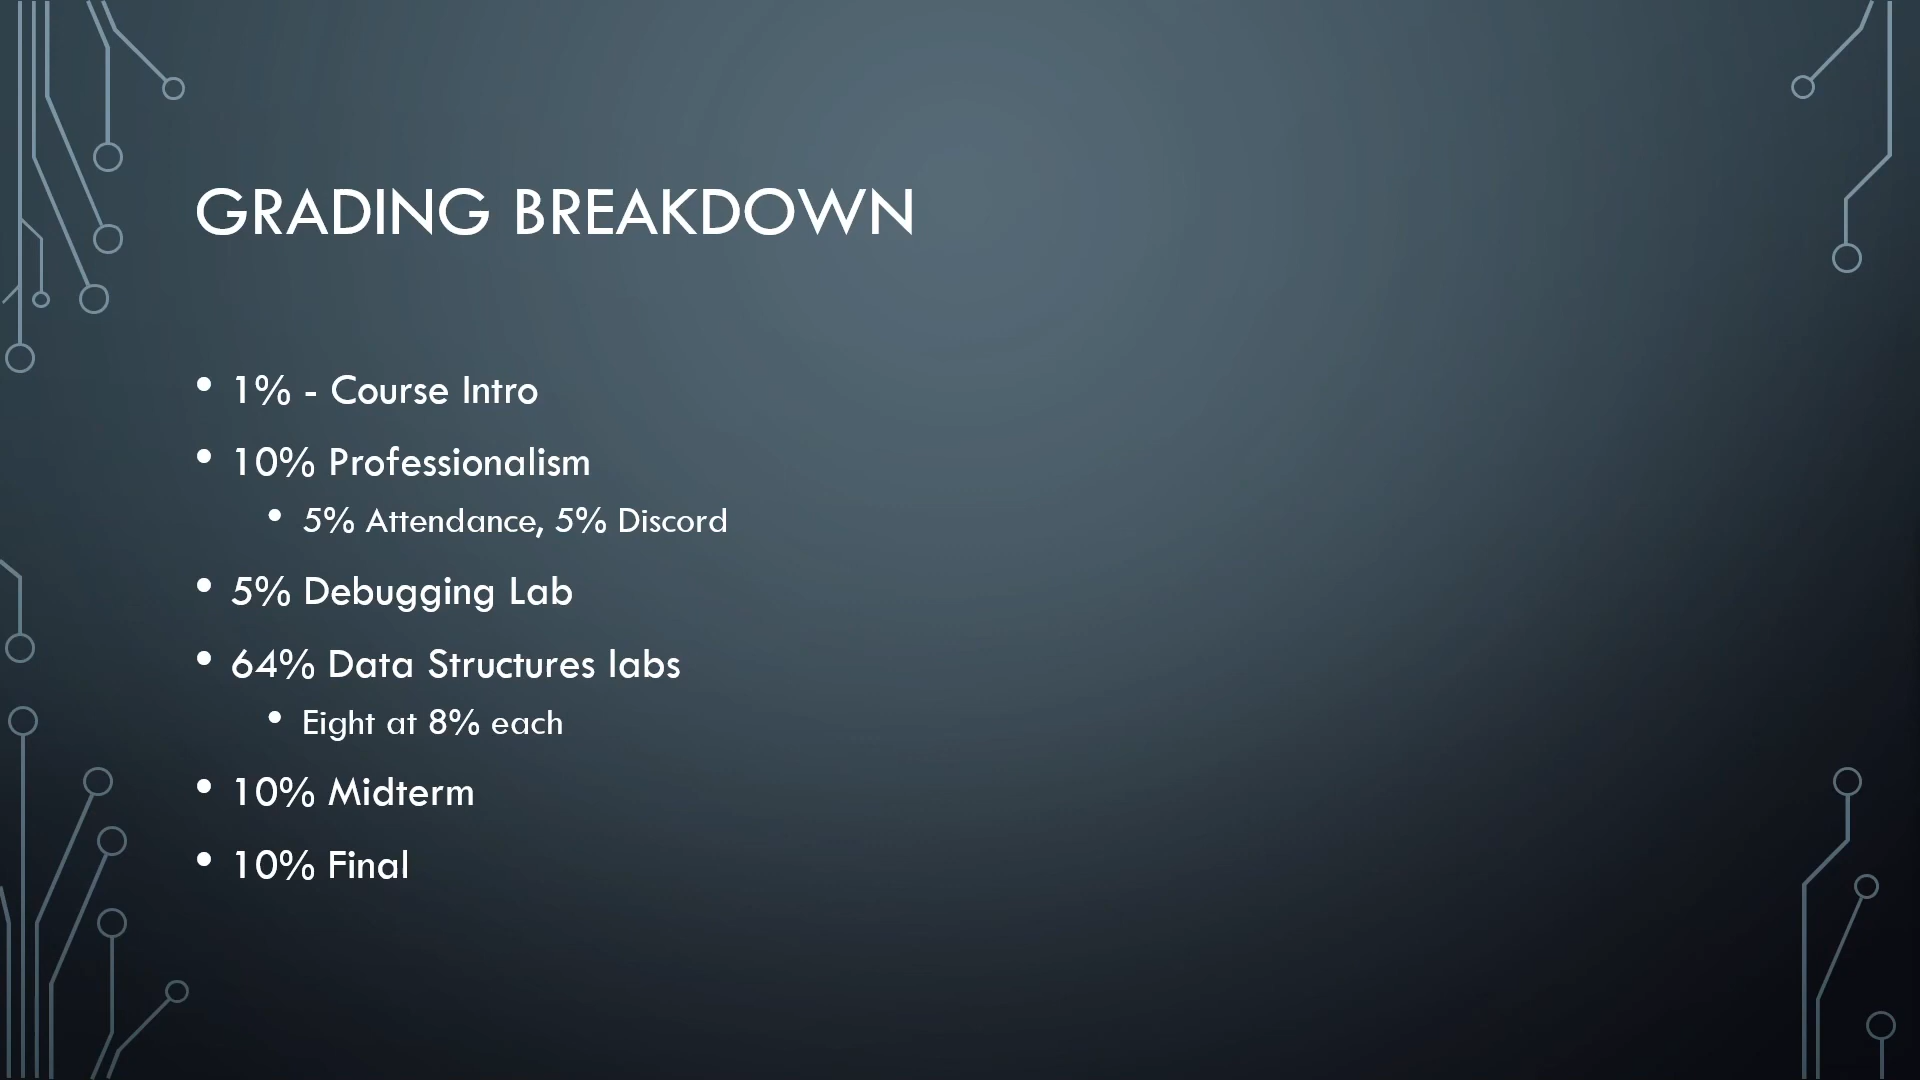 GRADING BREAKDOWN
• 1% - Course Intro
• 10% Professionalism
• 5% Attendance, 5% Discord
• 5% Debugging Lab
• 64% Data Structures labs
• Eight at 8% each
• 10% Midterm
• 10% Final